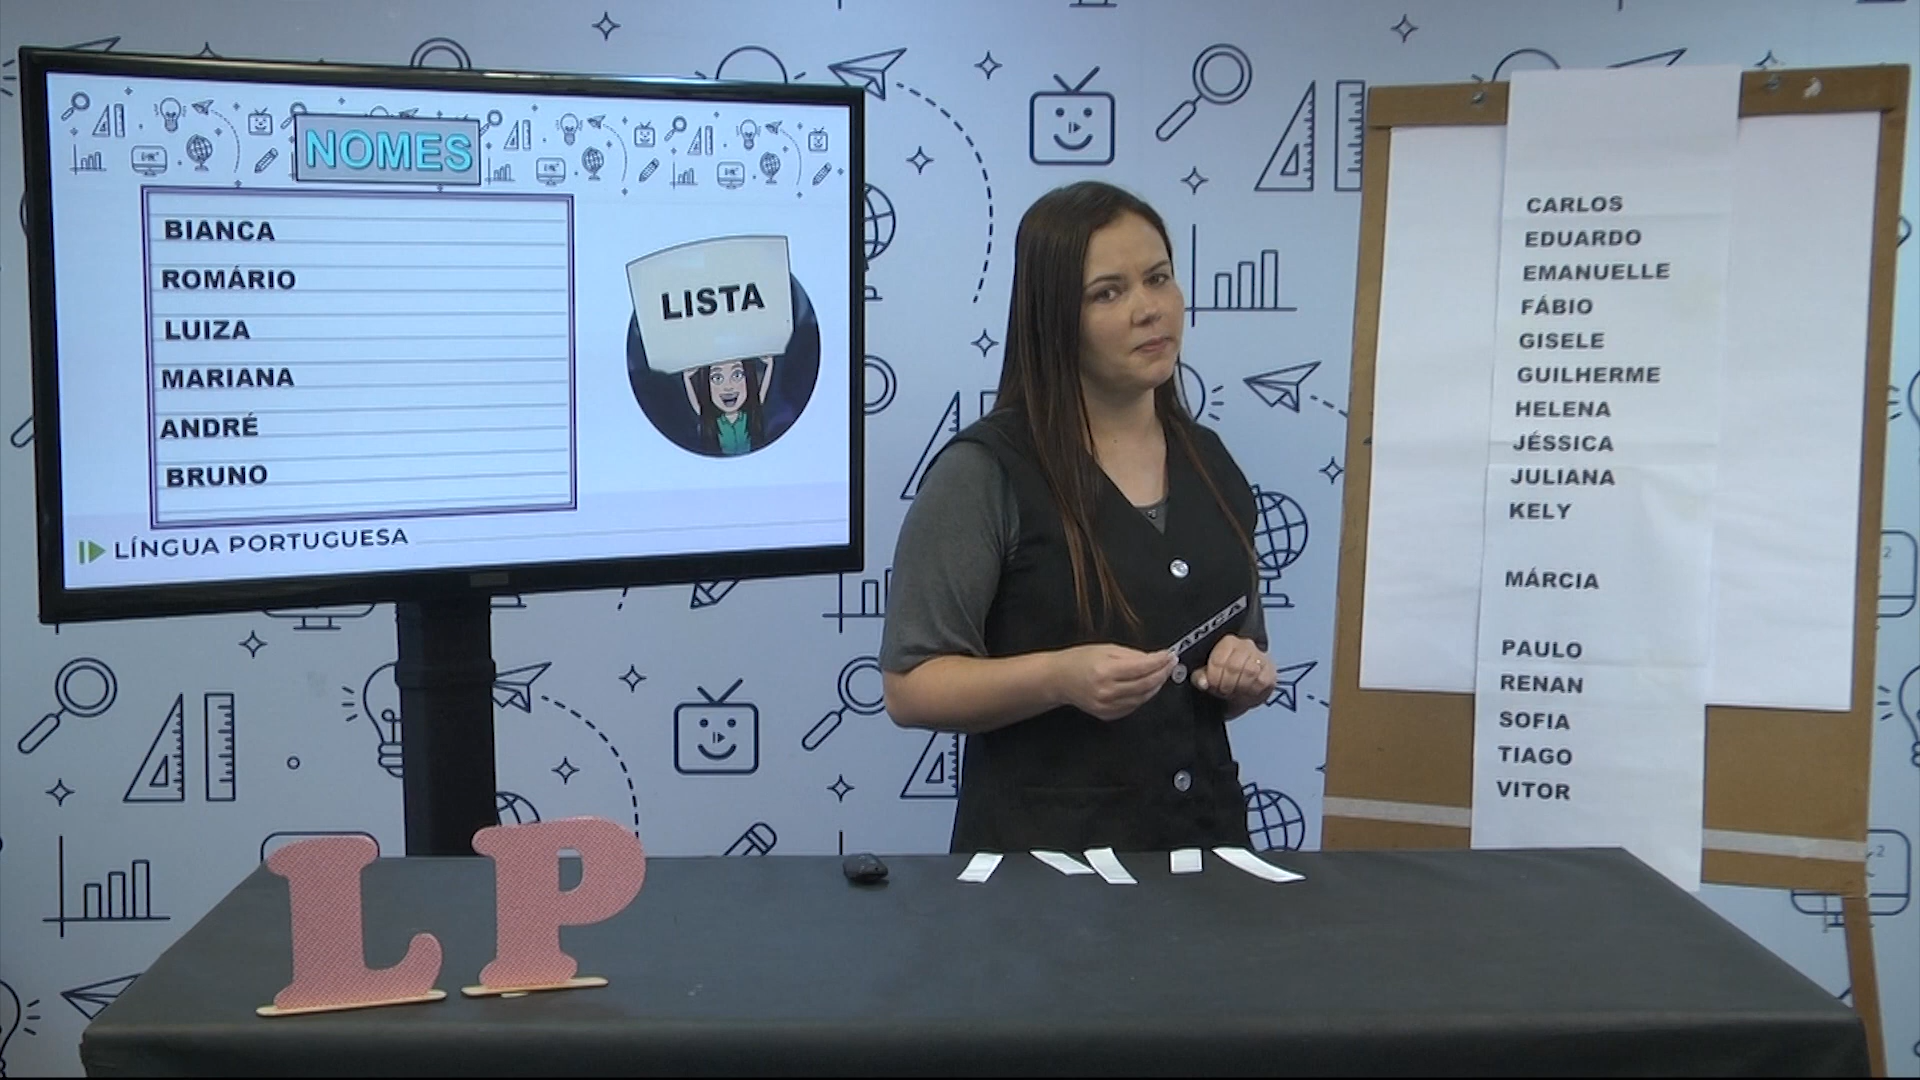 NOMES
BIANCA
ROMÁRIO
LUIZA
MARIANA
ANDRÉ
BRUNO
LISTA
LÍNGUA PORTUGUESA
LP
CARLOS
EDUARDO
EMANUELLE
FÁBIO
GISELE
GUILHERME
HELENA
JÉSSICA
JULIANA
KELY
MÁRCIA
PAULO
RENAN
SOFIA
TIAGO
VITOR